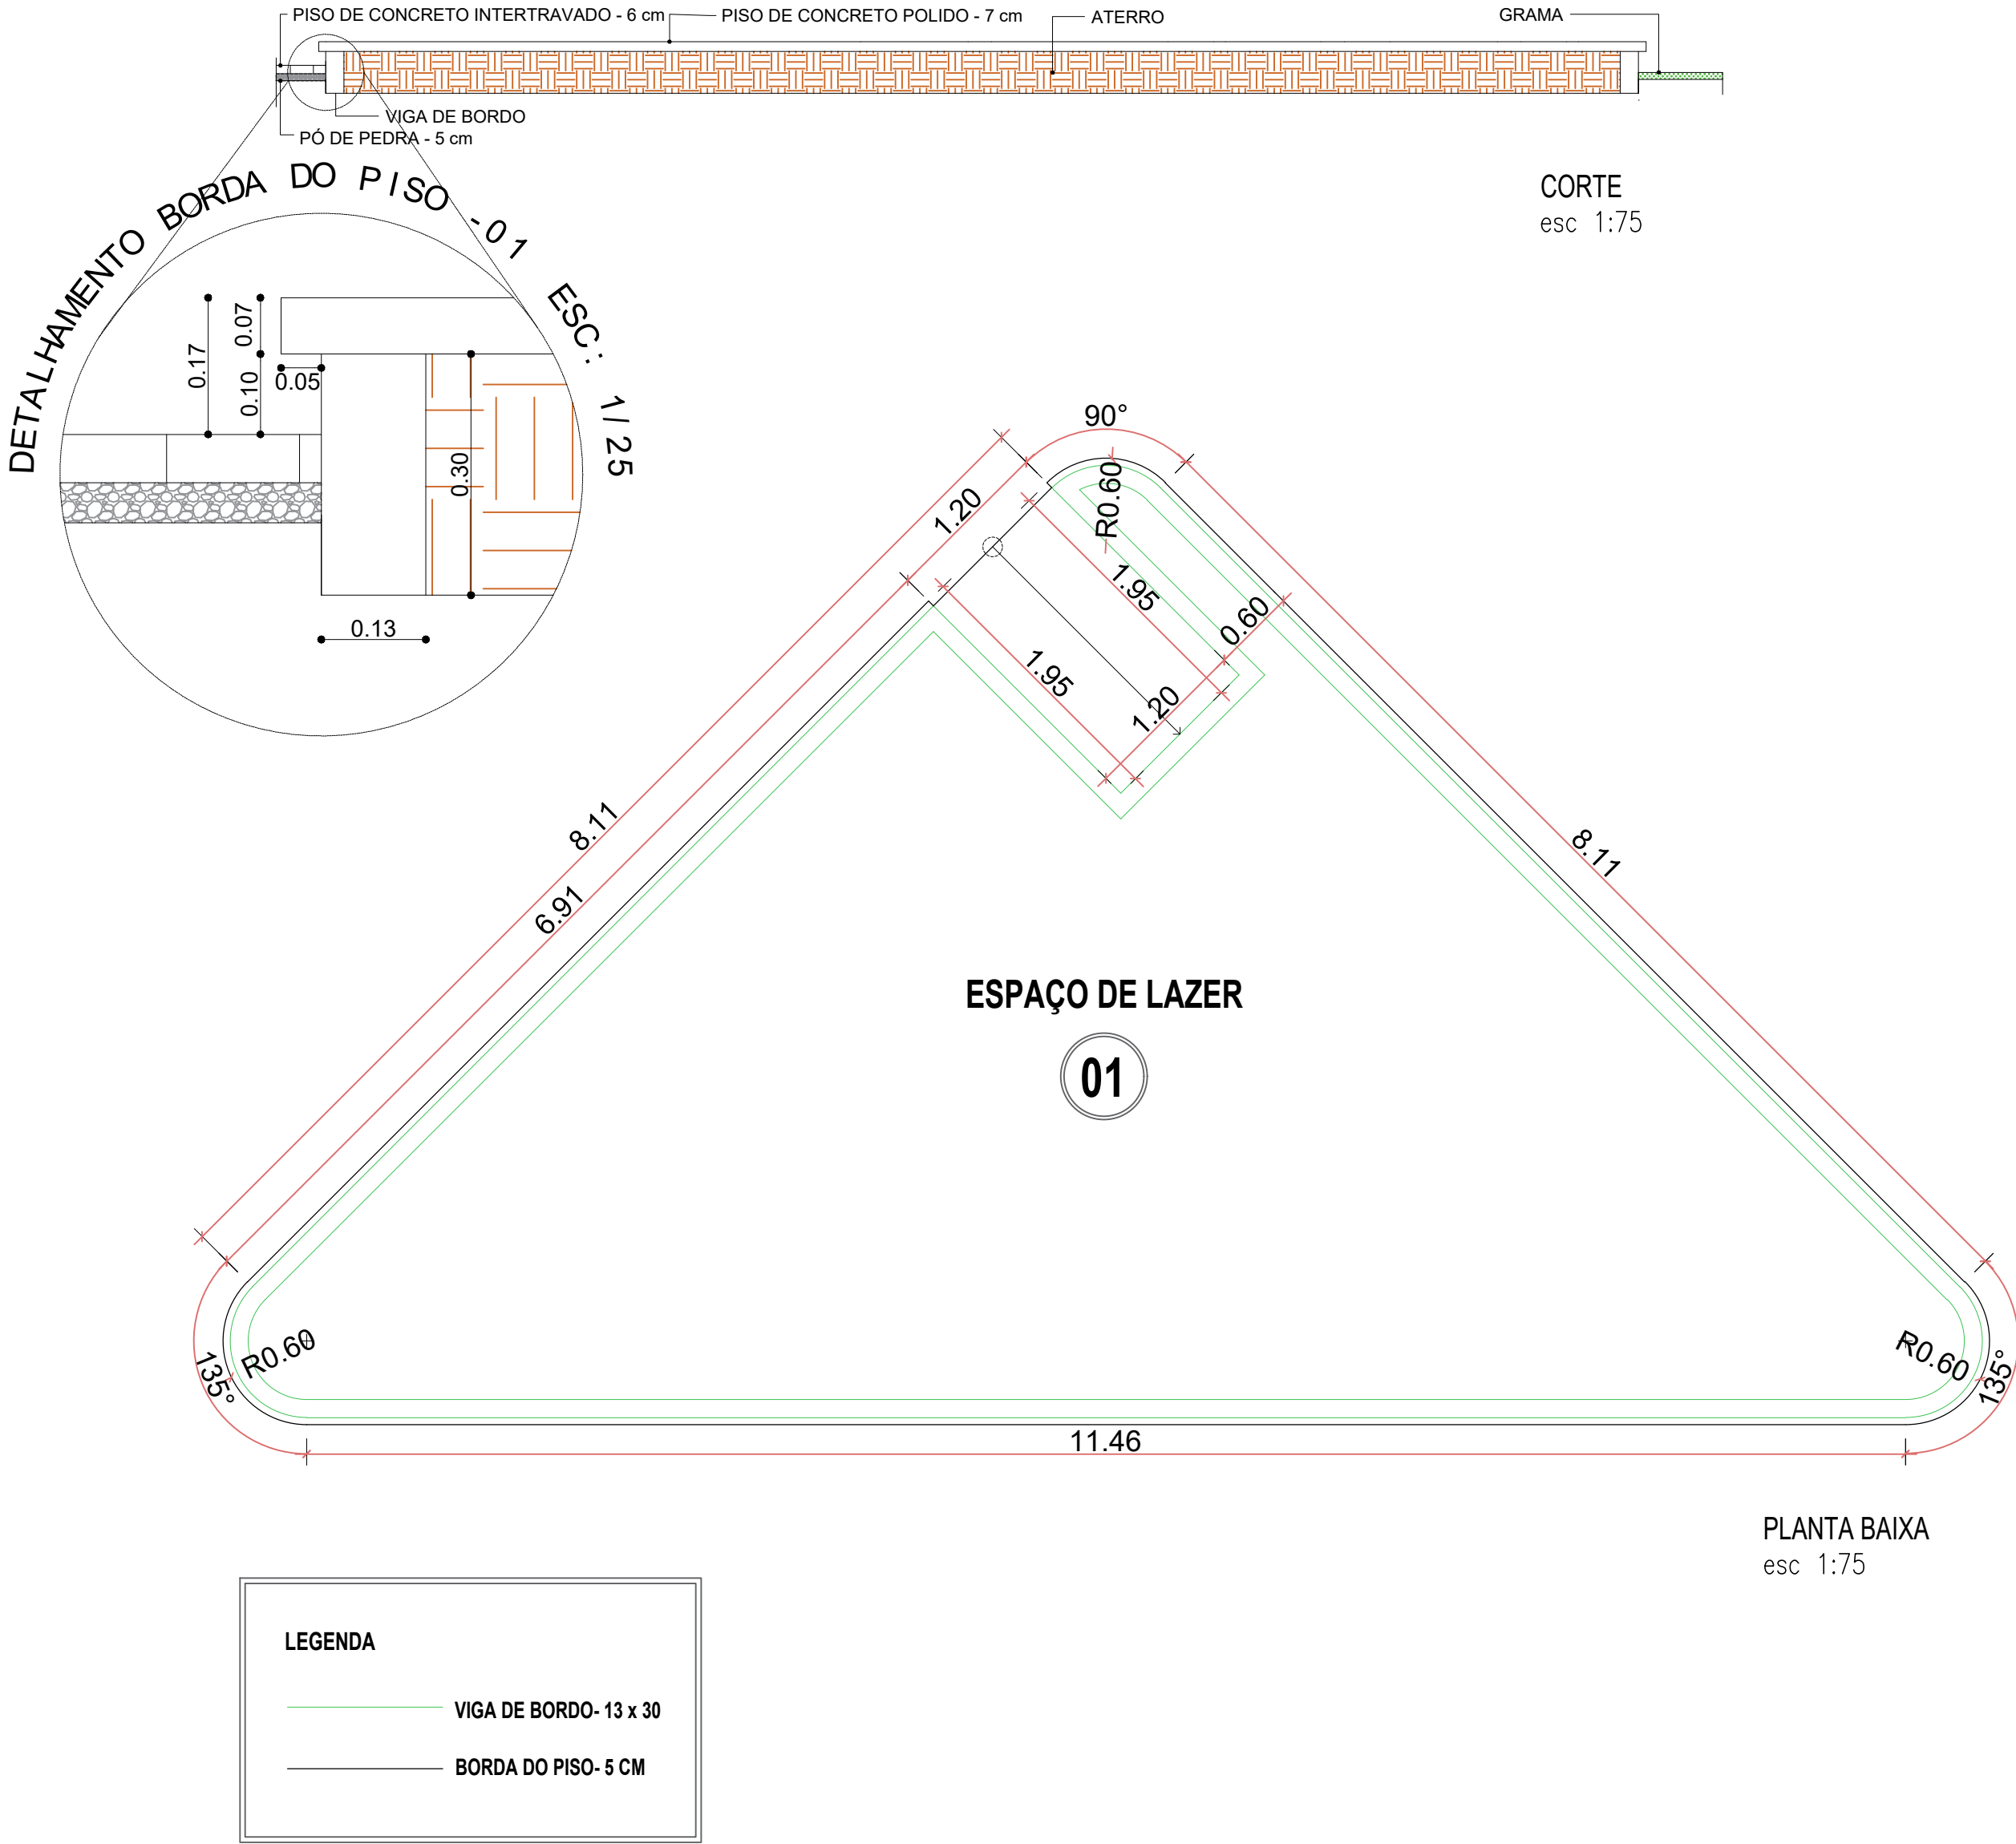 PISO DE CONCRETO INTERTRAVADO - 6 cm
PISO DE CONCRETO POLIDO - 7 cm
ATERRO
GRAMA
VIGA DE BORDO
PÓ DE PEDRA - 5 cm
CORTE
esc 1:75
DETALHAMENTO BORDA DO PISO -01 ESC: 1/25
0.17
0.07
0.10
0.05
0.30
0.13
90°
R0.60
1.20
1.95
0.60
1.95
1.20
8.11
6.91
8.11
ESPAÇO DE LAZER
01
R0.60
135°
R0.60
135°
11.46
PLANTA BAIXA
esc 1:75
LEGENDA
VIGA DE BORDO- 13 x 30
BORDA DO PISO- 5 CM